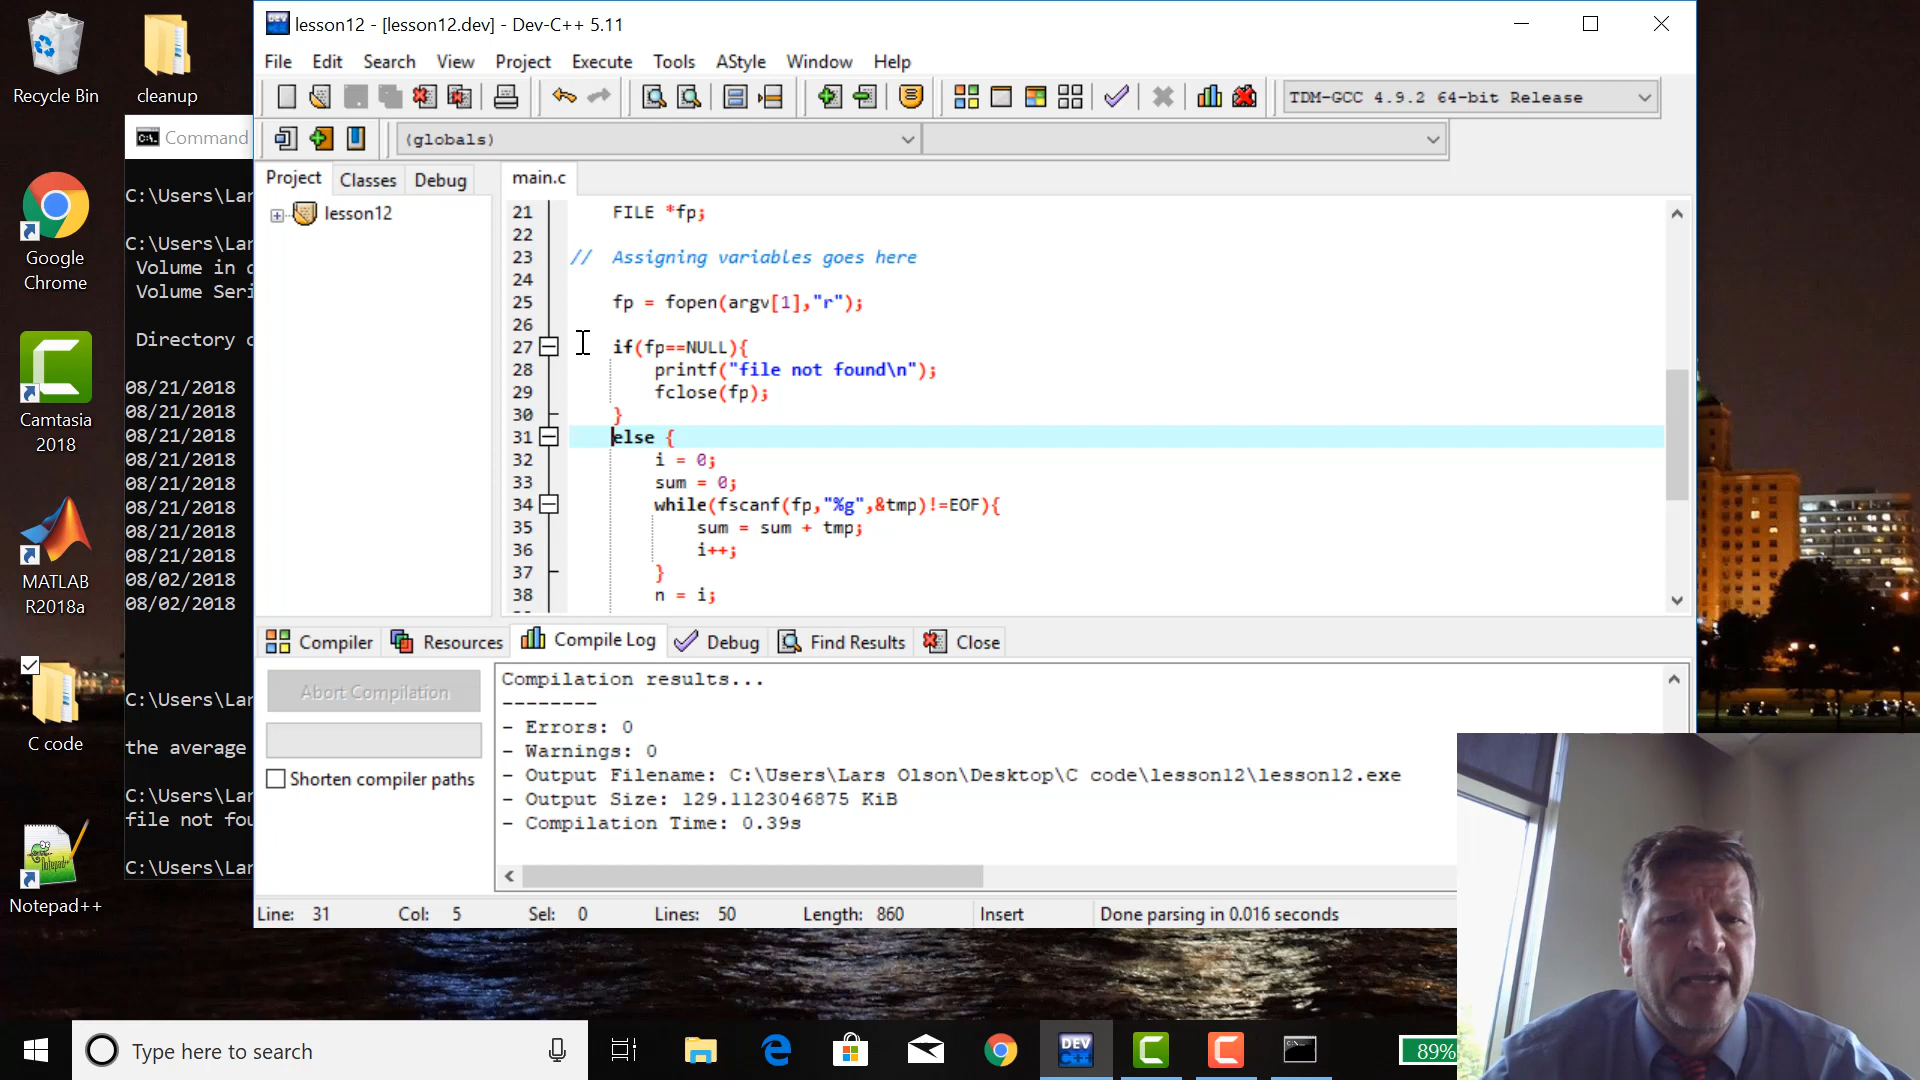 Recycle Bin
cleanup
Google
Chrome
Camtasia
2018
MATLAB
R2018a
C code
Notepad++
Command
C:\Users\Lar
C:\Users\Lar
Volume in
Volume Seri
Directory
08/21/2018
08/21/2018
08/21/2018
08/21/2018
08/21/2018
08/21/2018
08/21/2018
08/21/2018
08/02/2018
08/02/2018
C:\Users\Lar
the average
C:\Users\Lar
file not fou
C:\Users\Lar
lesson12 - [lesson12.dev] - Dev-C++ 5.11
File Edit Search View Project Execute Tools AStyle Window Help
TDM-GCC 4.9.2 64-bit Release
(globals)
Project Classes Debug
lesson12
main.c
21 FILE *fp;
22
23 // Assigning variables goes here
24
25 fp = fopen(argv[1],"r");
26
27 if(fp==NULL){
28 printf("file not found\n");
29 fclose(fp);
30 }
31 else {
32 i = 0;
33 sum = 0;
34 while(fscanf(fp,"%g",&tmp)!=EOF){
35 sum = sum + tmp;
36 i++;
37 }
38 n = i;
Compiler Resources Compile Log Debug Find Results Close
Abort Compilation
Shorten compiler paths
Compilation results...
--------
- Errors: 0
- Warnings: 0
- Output Filename: C:\Users\Lars Olson\Desktop\C code\lesson12\lesson12.exe
- Output Size: 129.1123046875 KiB
- Compilation Time: 0.39s
Line: 31 Col: 5 Sel: 0 Lines: 50 Length: 860 Insert Done parsing in 0.016 seconds
Type here to search
DEV
C++
89%